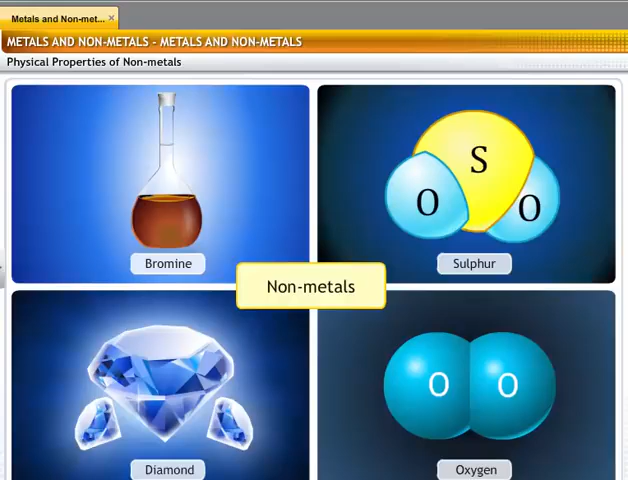 Metals and Non-met...
METALS AND NON-METALS - METALS AND NON-METALS
Physical Properties of Non-metals
S
O
O
Bromine
Sulphur
Non-metals
O
O
Diamond
Oxygen